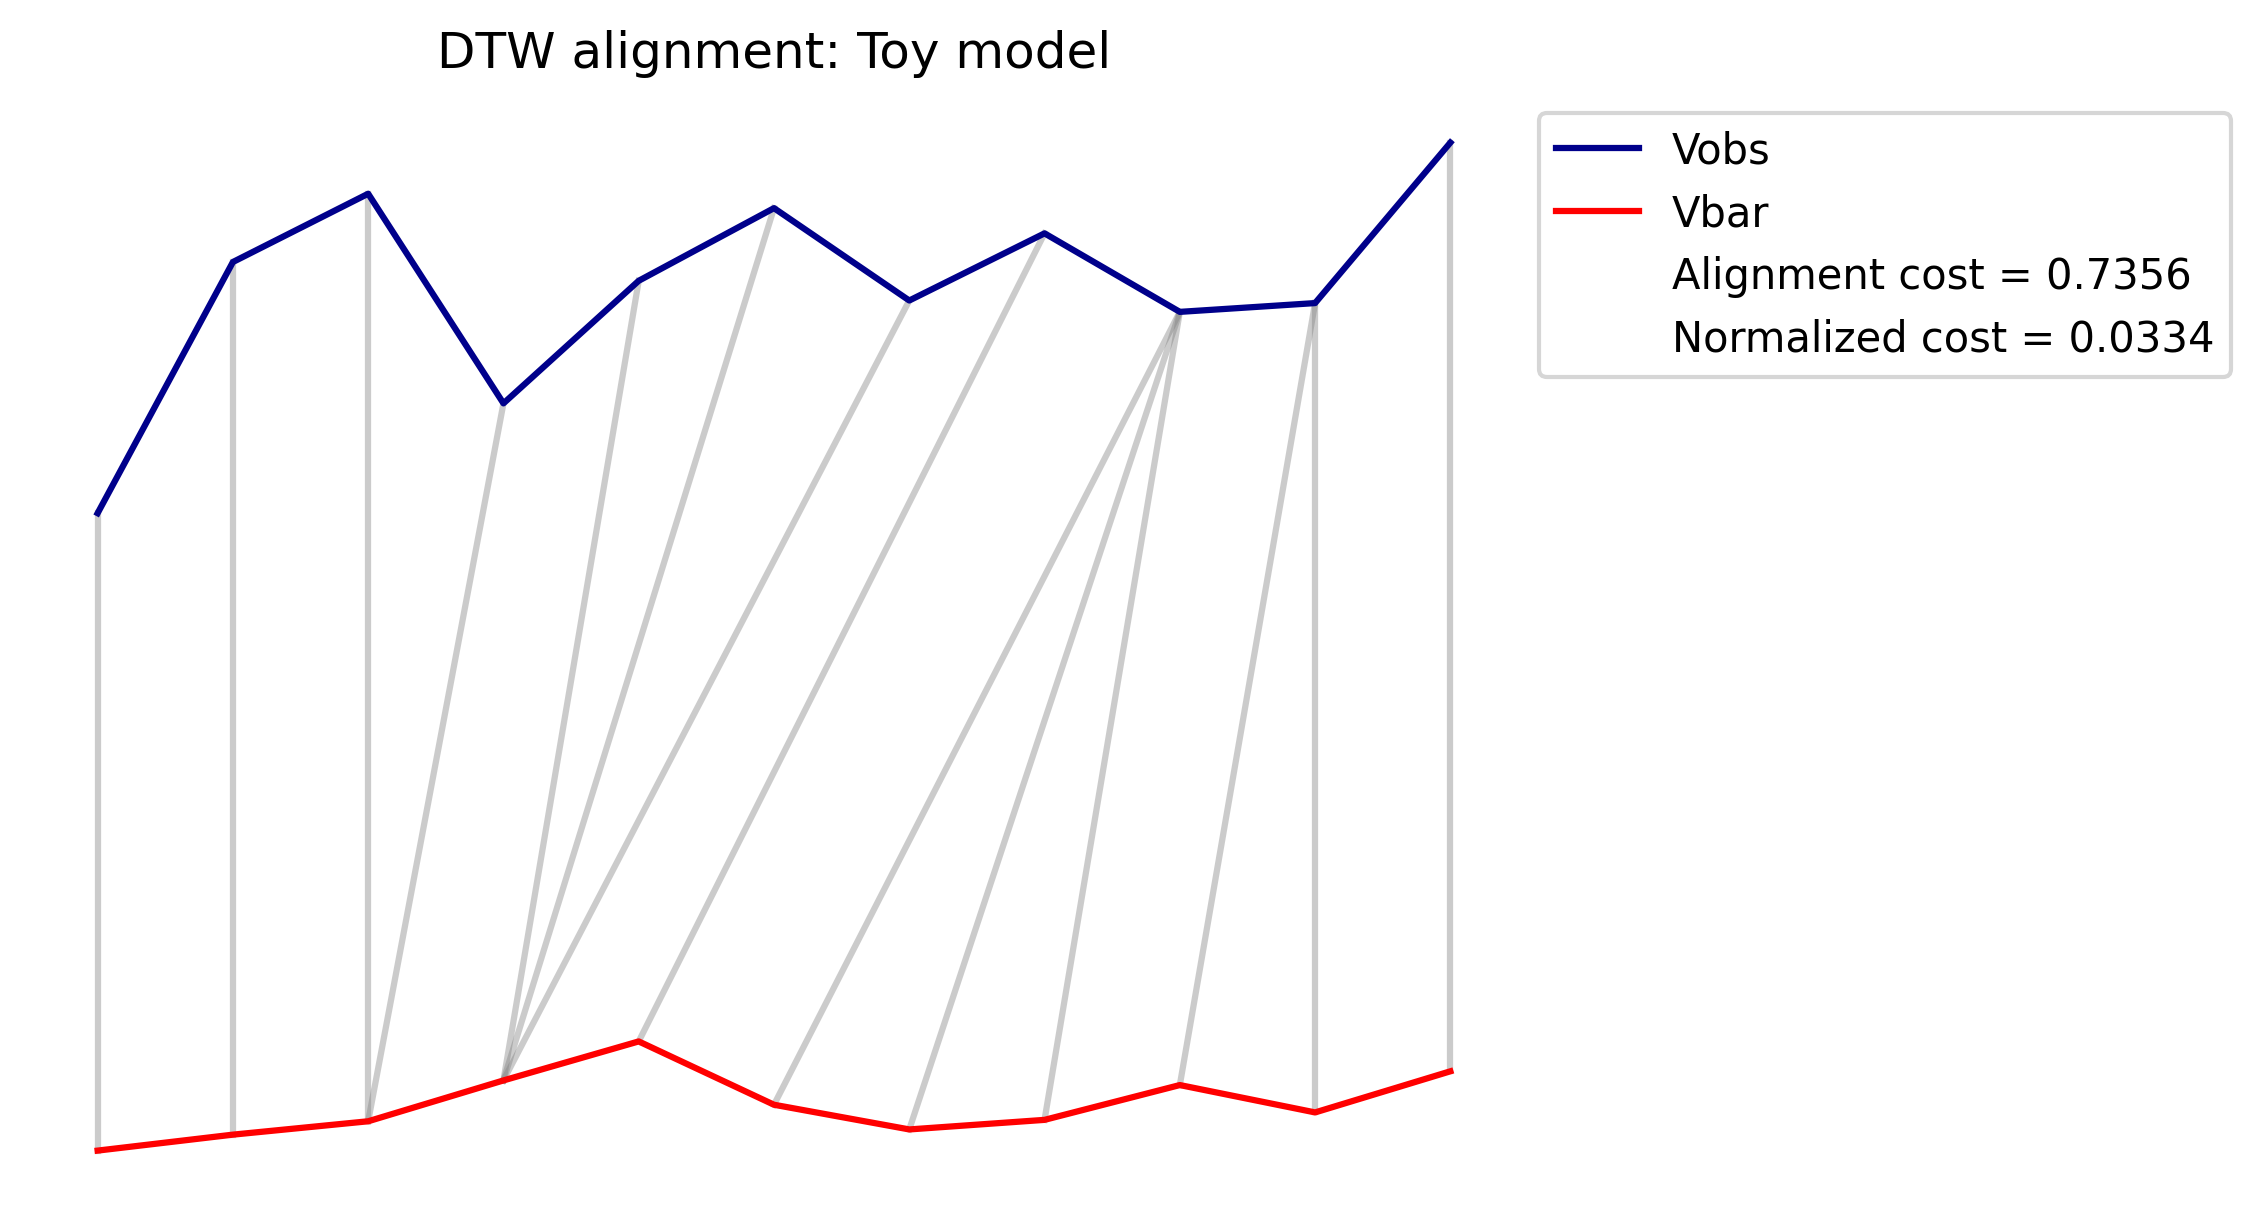 DTW alignment: Toy model
Vobs
Vbar
Alignment cost = 0.7356
Normalized cost = 0.0334